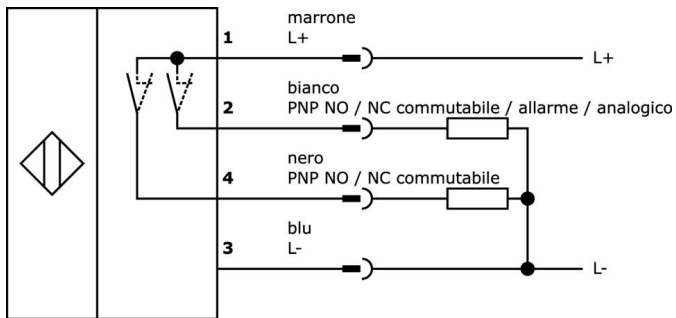 marrone
1 L+
L+
bianco
2 PNP NO / NC commutabile / allarme / analogico
nero
4 PNP NO / NC commutabile
blu
3 L-
L-